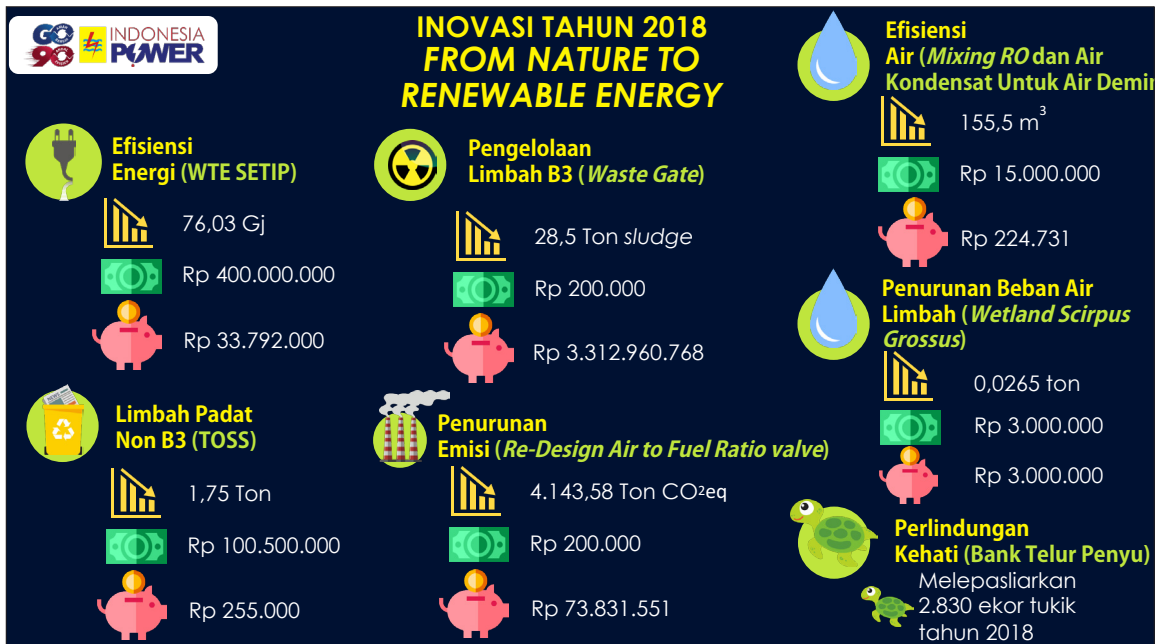 GO
90
INDONESIA
POWER
INOVASI TAHUN 2018
FROM NATURE TO
RENEWABLE ENERGY
Efisiensi
Energi (WTE SETIP)
76,03 Gj
Rp 400.000.000
Rp 33.792.000
Limbah Padat
Non B3 (TOSS)
1,75 Ton
Rp 100.500.000
Rp 255.000
Pengelolaan
Limbah B3 (Waste Gate)
28,5 Ton sludge
Rp 200.000
Rp 3.312.960.768
Penurunan
Emisi (Re-Design Air to Fuel Ratio valve)
4.143,58 Ton CO2eq
Rp 200.000
Rp 73.831.551
Efisiensi
Air (Mixing RO dan Air
Kondensat Untuk Air Demin
155,5 m³
Rp 15.000.000
Rp 224.731
Penurunan Beban Air
Limbah (Wetland Scirpus
Grossus)
0,0265 ton
Rp 3.000.000
Rp 3.000.000
Perlindungan
Kehati (Bank Telur Penyu)
Melepasliarkan
2.830 ekor tukik
tahun 2018